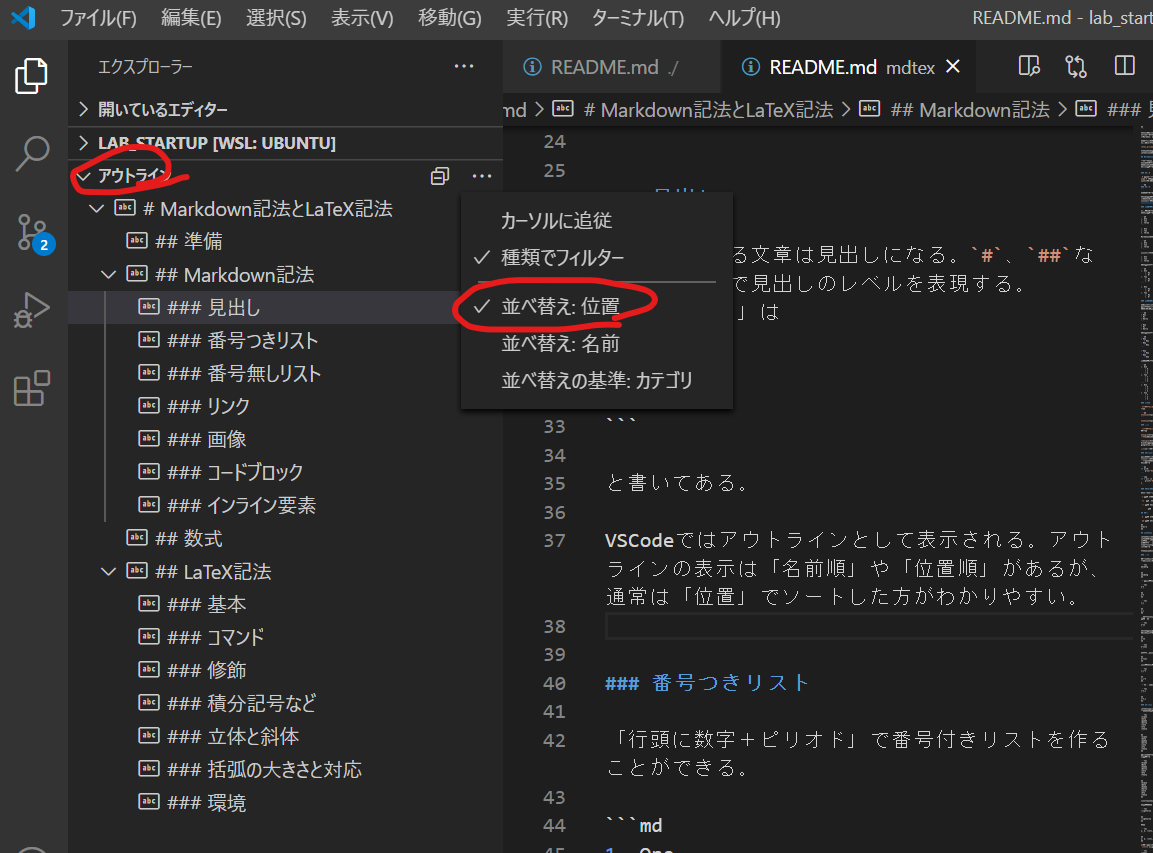 ファイル(F) 編集(E) 選択(S) 表示(V) 移動(G) 実行(R) ターミナル(T) ヘルプ(H) README.md - lab_start
エクスプローラー
README.md ./
README.md mdtex
開いているエディター
md > # Markdown記法とLaTeX記法 > ## Markdown記法 > ###
LAB_STARTUP [WSL: UBUNTU]
アウトライン
# Markdown記法とLaTeX記法
## 準備
## Markdown記法
### 見出し
### 番号つきリスト
### 番号無しリスト
### リンク
### 画像
### コードブロック
### インライン要素
## 数式
## LaTeX記法
### 基本
### コマンド
### 修飾
### 積分記号など
### 立体と斜体
### 括弧の大きさと対応
### 環境
2
カーソルに追従
種類でフィルター
並べ替え: 位置
並べ替え: 名前
並べ替えの基準: カテゴリ
24
25
る文章は見出しになる。`#`、`##`な
で見出しのレベルを表現する。
」は
33 ```
34
35 と書いてある。
36
37 VSCodeではアウトラインとして表示される。アウト
ラインの表示は「名前順」や「位置順」があるが、
通常は「位置」でソートした方がわかりやすい。
38
39
40 ### 番号つきリスト
41
42 「行頭に数字＋ピリオド」で番号付きリストを作る
ことができる。
43
44 ```md
45 1. One